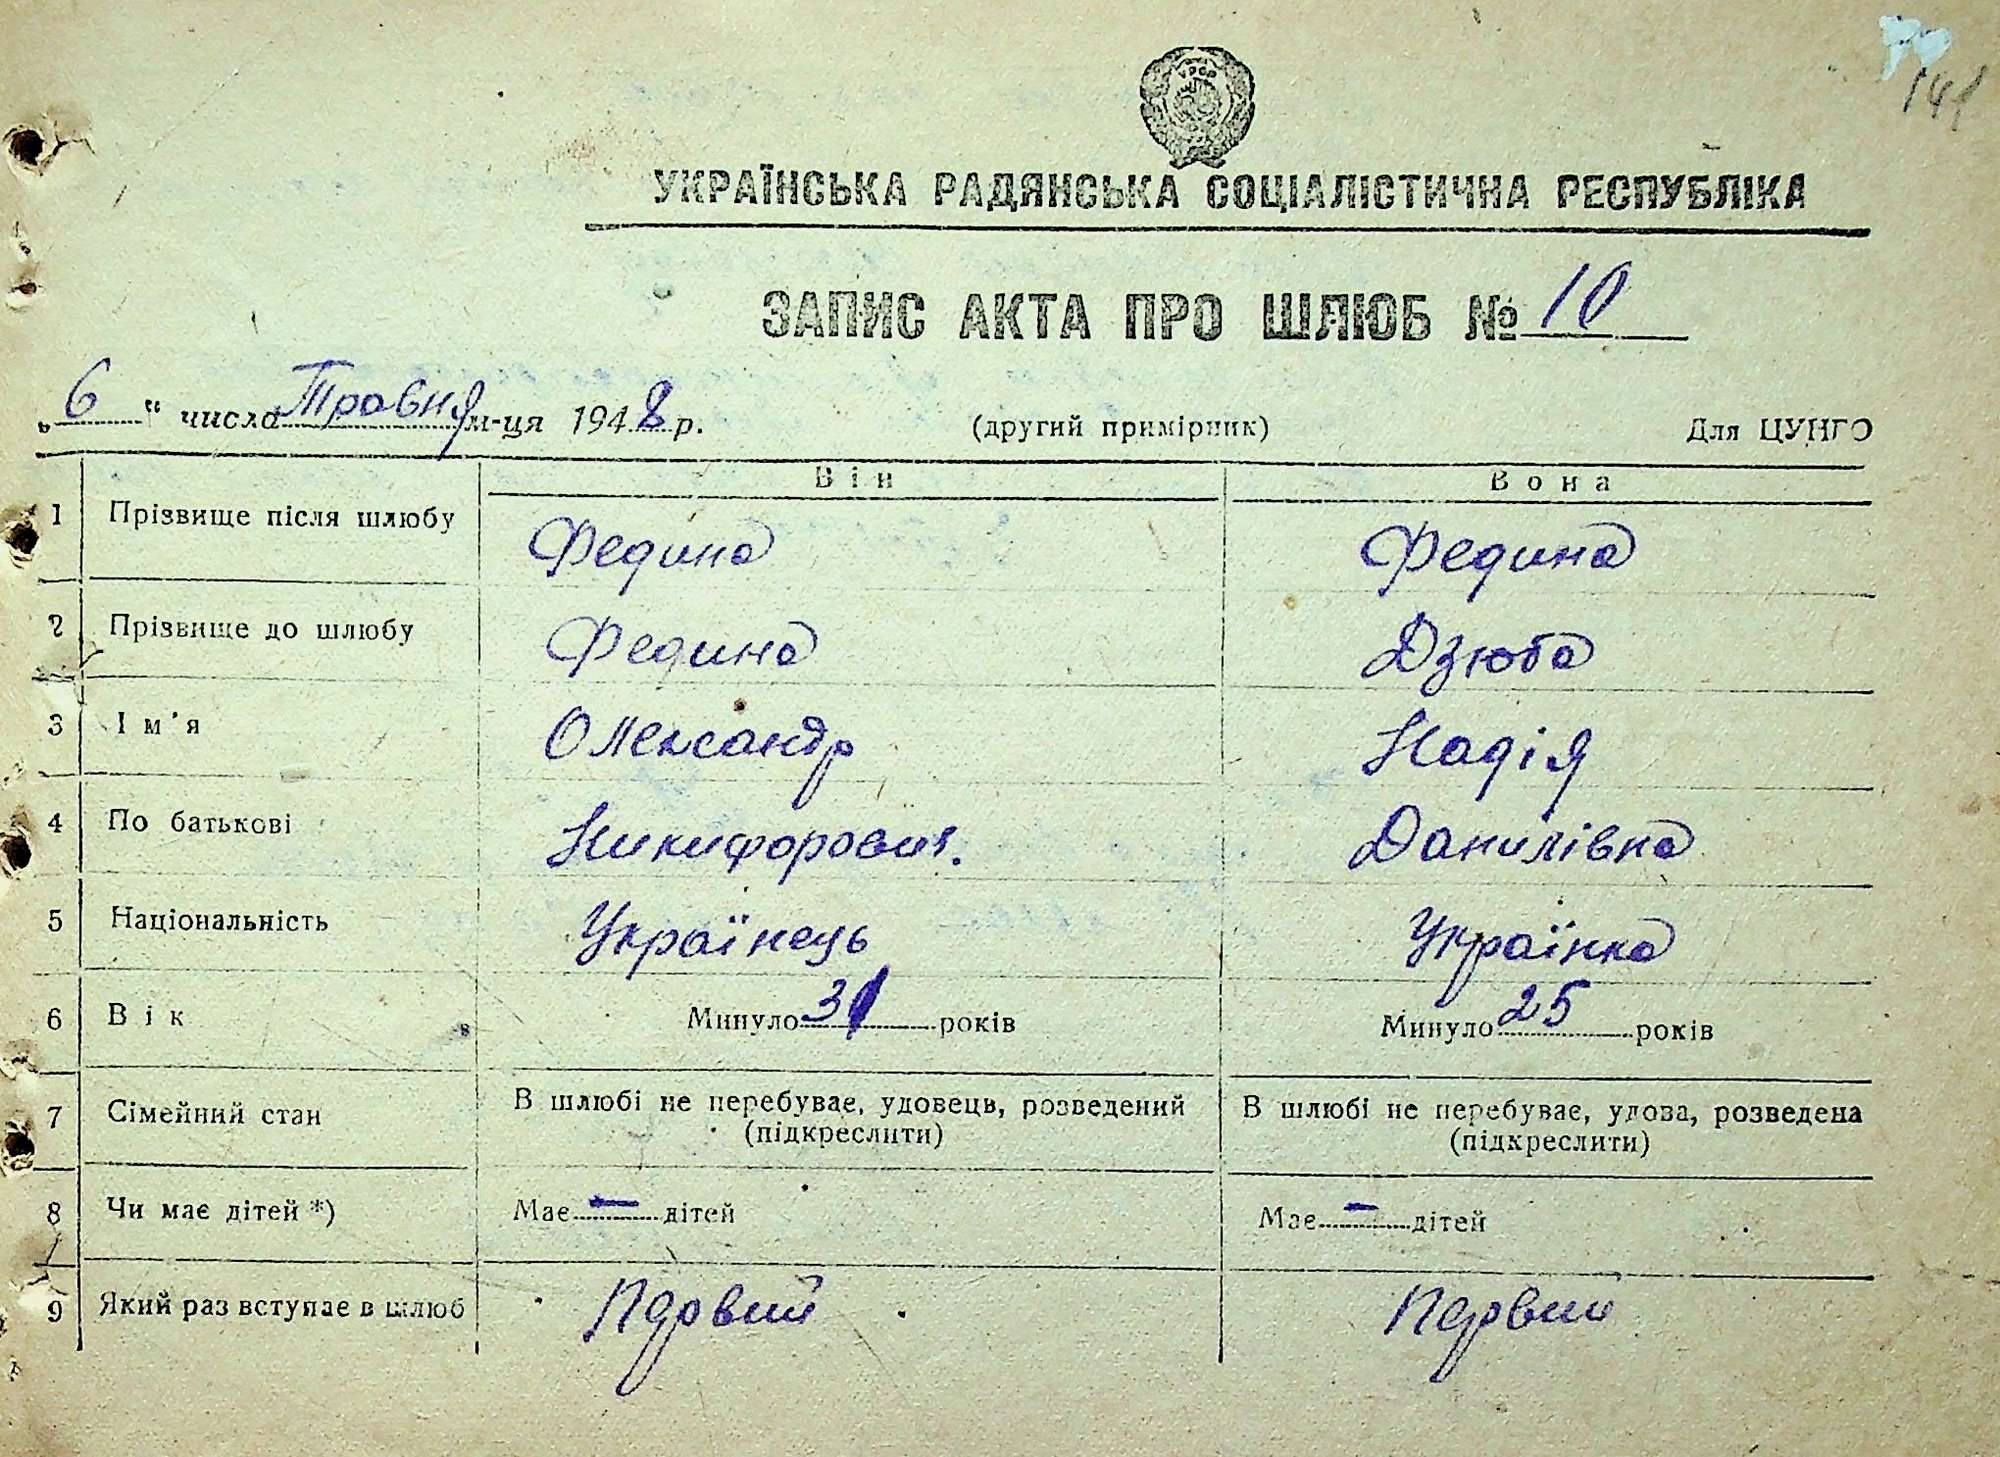 141
УРСР
УКРАЇНСЬКА РАДЯНСЬКА СОЦІАЛІСТИЧНА РЕСПУБЛІКА
ЗАПИС АКТА ПРО ШЛЮБ № 10
„6“ числа Травня м-ця 1948 р. (другий примірник) Для ЦУНГО
Він Вона
1 Прізвище після шлюбу Федина Федина
2 Прізвище до шлюбу Федина Дзюба
3 Ім'я Олександр Надія
4 По батькові Никифорович. Данилівна
5 Національність Українець Українка
6 Вік Минуло 31 років Минуло 25 років
7 Сімейний стан В шлюбі не перебуває, удовець, розведений В шлюбі не перебуває, удова, розведена
(підкреслити) (підкреслити)
8 Чи має дітей *) Має — дітей Має — дітей
9 Який раз вступає в шлюб Первий Первий